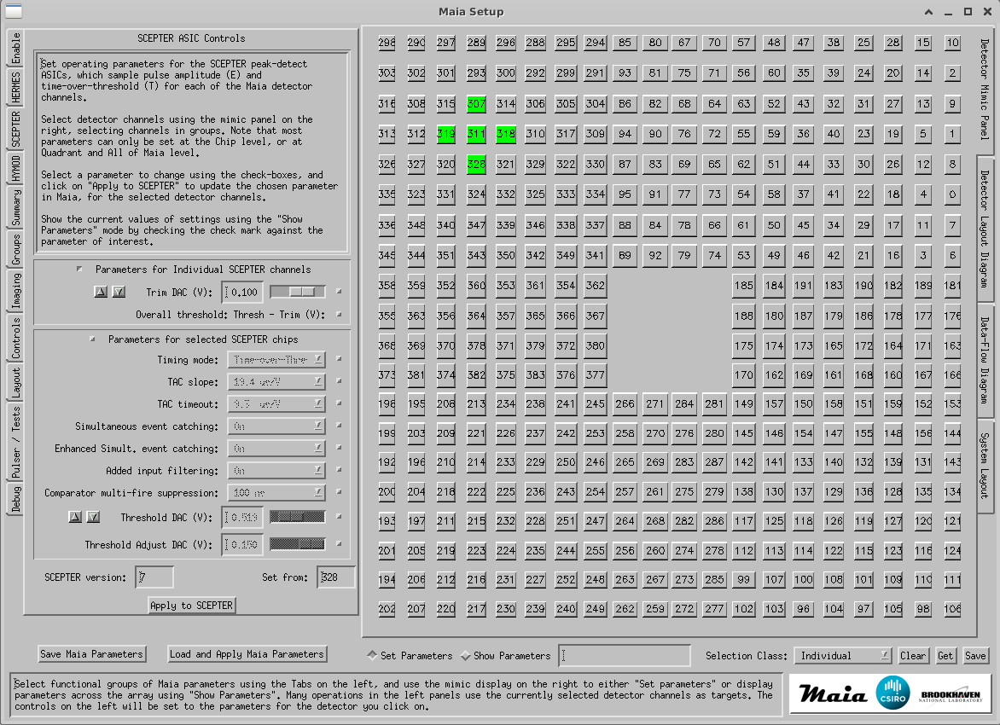 Maia Setup
Enable
HERMES
SCEPTER
HYMOD
Summary
Groups
Imaging
Controls
Layout
Pulser / Tests
Debug
SCEPTER ASIC Controls
Set operating parameters for the SCEPTER peak-detect
ASICs, which sample pulse amplitude (E) and
time-over-threshold (T) for each of the Maia detector
channels.
Select detector channels using the mimic panel on the
right, selecting channels in groups. Note that most
parameters can only be set at the Chip level, or at
Quadrant and All of Maia level.
Select a parameter to change using the check-boxes, and
click on "Apply to SCEPTER" to update the chosen parameter
in Maia, for the selected detector channels.
Show the current values of settings using the "Show
Parameters" mode by checking the check mark against the
parameter of interest.
Parameters for Individual SCEPTER channels
Trim DAC (V): 0.100
Overall threshold: Thresh - Trim (V):
Parameters for selected SCEPTER chips
Timing mode: Time-over-Thre
TAC slope: 19.4 us/V
TAC timeout: us/V
Simultaneous event catching: On
Enhanced Simult. event catching: On
Added input filtering: On
Comparator multi-fire suppression: 100 ns
Threshold DAC (V): 0.519
Threshold Adjust DAC (V): 0.150
SCEPTER version: 7 Set from: 328
Apply to SCEPTER
298 290 297 289 296 288 295 294 85 80 67 70 57 48 47 38 25 28 15 10
303 302 301 293 300 292 299 291 93 81 75 71 56 60 35 39 24 20 14 2
316 308 315 307 314 306 305 304 86 82 68 64 63 52 43 32 31 27 13 9
313 312 319 311 318 310 317 309 94 90 76 72 55 59 36 40 23 19 5 1
326 327 320 328 321 329 322 330 87 83 69 65 62 51 44 33 30 26 12 8
335 323 331 324 332 325 333 334 95 91 77 73 54 58 37 41 22 18 4 0
336 348 340 347 339 346 338 337 88 84 78 66 61 50 45 34 29 17 11 7
345 344 351 343 350 342 349 341 89 92 79 74 53 49 46 42 21 16 3 6
358 359 352 360 353 361 354 362 185 184 191 183 190 182 189 181
355 363 356 364 357 365 366 367 188 180 187 179 186 178 177 176
368 369 370 378 371 379 372 380 175 174 173 165 172 164 171 163
373 381 374 382 375 383 376 377 170 162 169 161 168 160 167 166
198 195 208 213 234 238 241 245 266 271 284 281 149 157 150 158 151 159 152 153
199 203 209 221 226 237 242 253 258 270 276 280 145 156 146 147 155 148 156 144
192 196 210 214 233 229 250 246 265 269 283 287 142 141 133 140 132 139 131 143
200 204 218 222 225 236 243 254 257 261 275 279 138 130 137 129 136 128 135 134
193 197 211 215 232 228 251 247 264 268 282 286 117 125 118 126 119 127 120 121
201 205 219 223 224 235 244 255 256 260 274 278 112 113 114 122 115 123 116 124
194 206 212 216 231 227 252 248 263 267 273 285 99 107 100 108 101 109 110 111
202 207 220 217 230 239 240 249 262 259 272 277 102 103 96 104 97 105 98 106
Detector Mimic Panel
Detector Layout Diagram
Data-Flow Diagram
System Layout
Save Maia Parameters
Load and Apply Maia Parameters
Set Parameters
Show Parameters
Selection Class: Individual
Clear
Get
Save
Select functional groups of Maia parameters using the Tabs on the left, and use the mimic display on the right to either "Set parameters" or display
parameters across the array using "Show Parameters". Many operations in the left panels use the currently selected detector channels as targets. The
controls on the left will be set to the parameters for the detector you click on.
Maia
CSIRO
BROOKHAVEN
NATIONAL LABORATORY